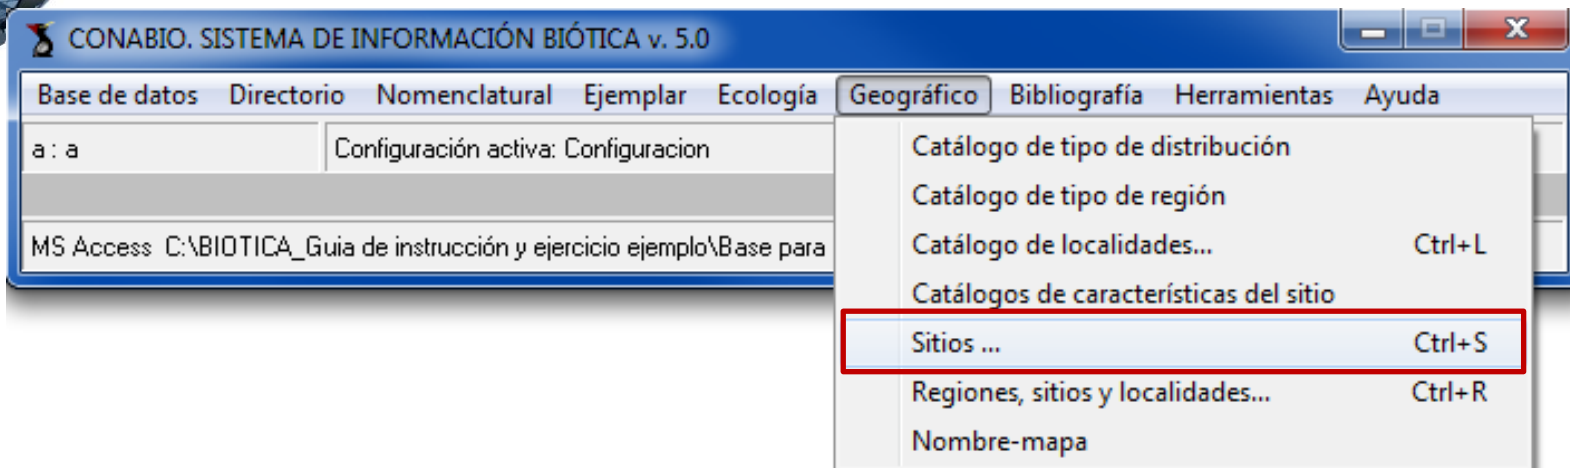 CONABIO. SISTEMA DE INFORMACIÓN BIÓTICA v. 5.0
Base de datos Directorio Nomenclatural Ejemplar Ecología Geográfico Bibliografía Herramientas Ayuda
a : a Configuración activa: Configuracion
MS Access C:\BIOTICA_Guia de instrucción y ejercicio ejemplo\Base para
Catálogo de tipo de distribución
Catálogo de tipo de región
Catálogo de localidades... Ctrl+L
Catálogos de características del sitio
Sitios ... Ctrl+S
Regiones, sitios y localidades... Ctrl+R
Nombre-mapa